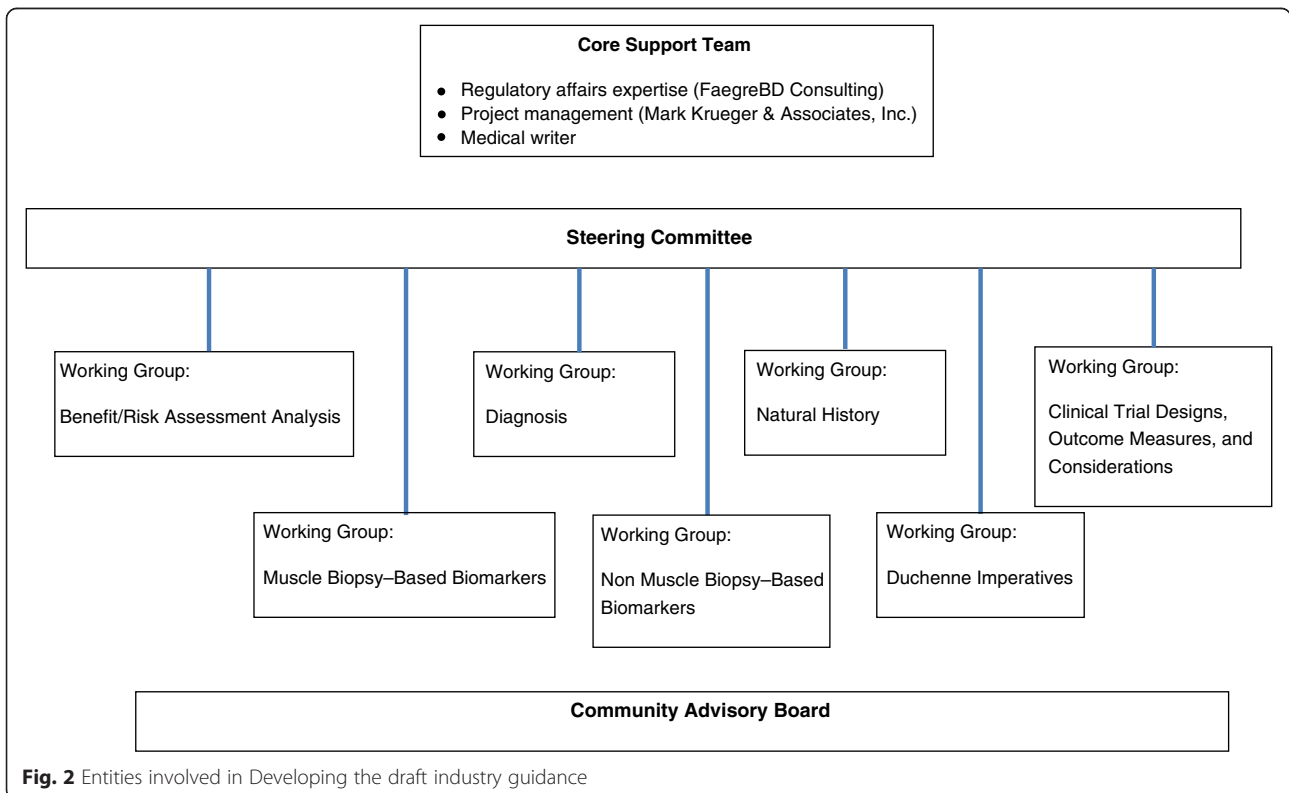 Core Support Team
• Regulatory affairs expertise (FaegreBD Consulting)
• Project management (Mark Krueger & Associates, Inc.)
• Medical writer
Steering Committee
Working Group:
Benefit/Risk Assessment Analysis
Working Group:
Diagnosis
Working Group:
Natural History
Working Group:
Clinical Trial Designs,
Outcome Measures, and
Considerations
Working Group:
Muscle Biopsy–Based Biomarkers
Working Group:
Non Muscle Biopsy–Based
Biomarkers
Working Group:
Duchenne Imperatives
Community Advisory Board
Fig. 2 Entities involved in Developing the draft industry guidance